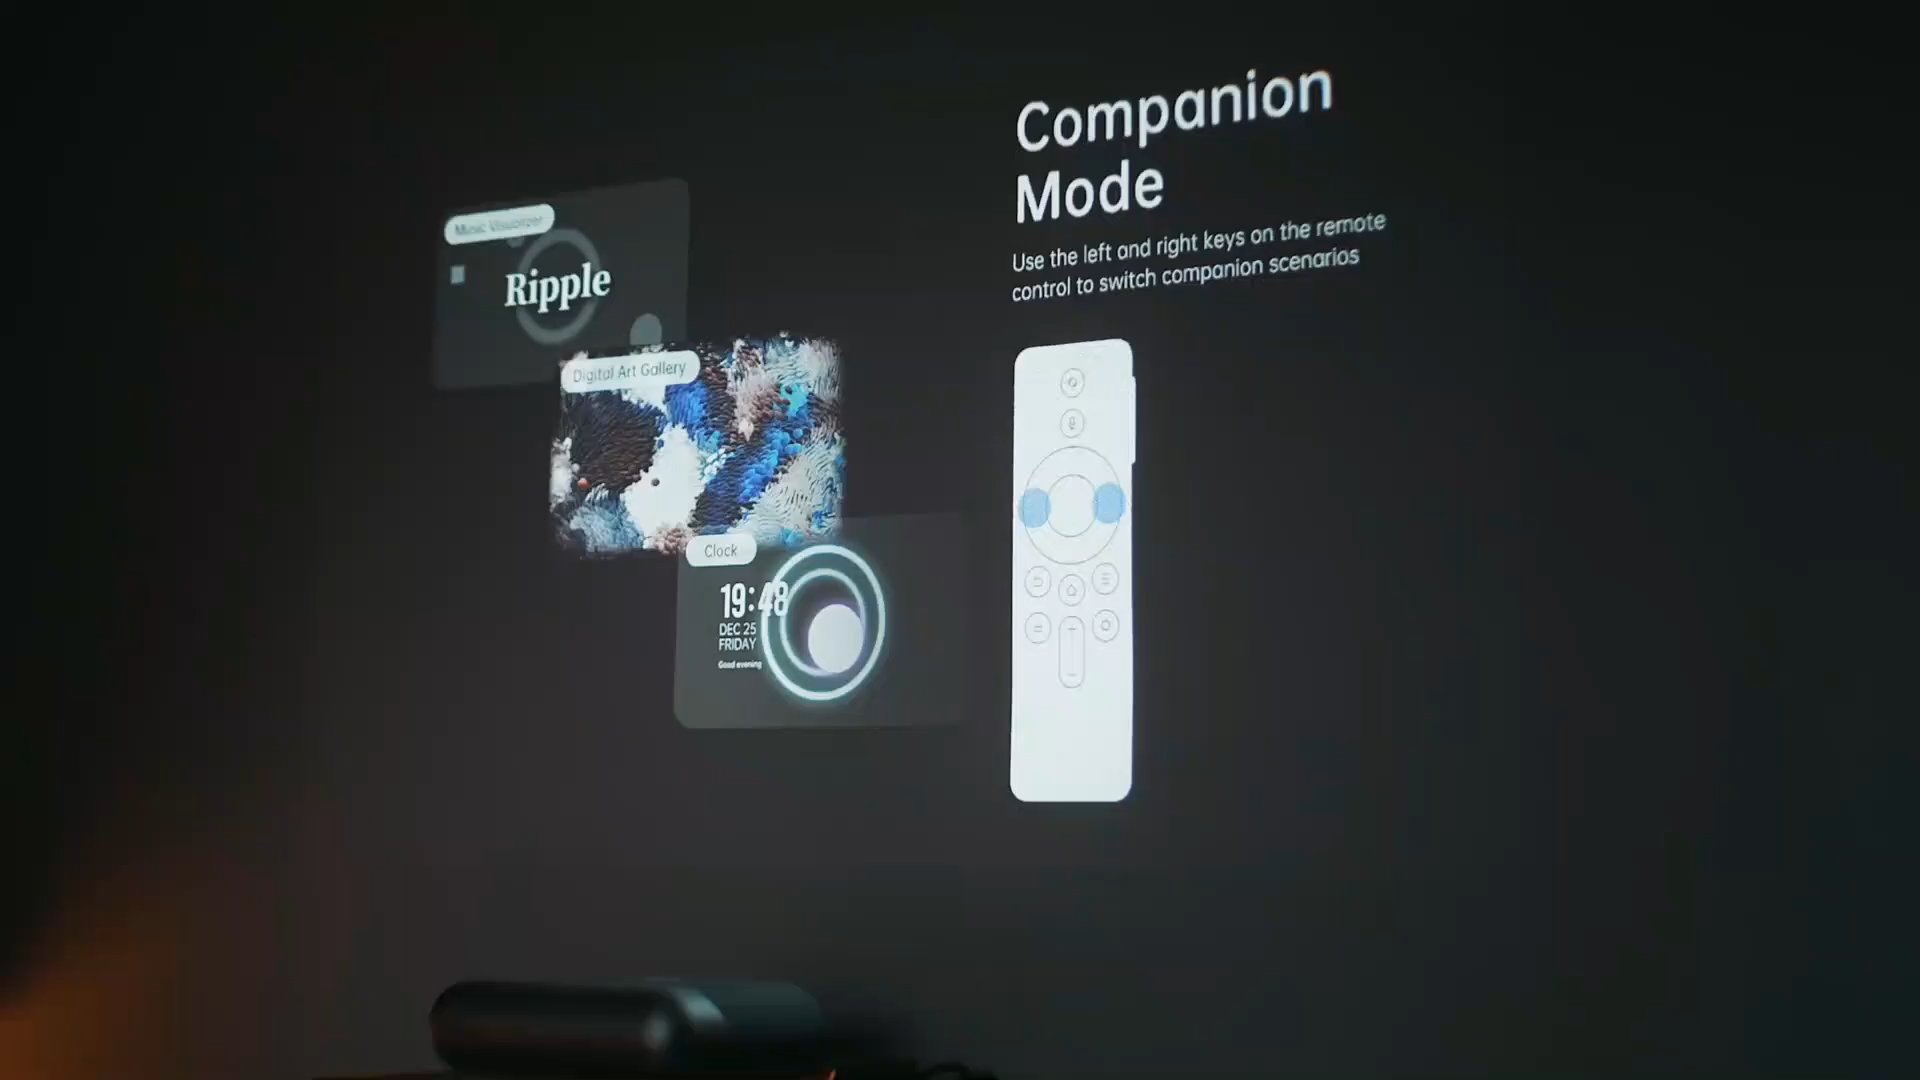 Companion
Mode
Use the left and right keys on the remote
control to switch companion scenarios
Music Visualizer
Ripple
Digital Art Gallery
Clock
19:48
DEC 25
FRIDAY
Good evening